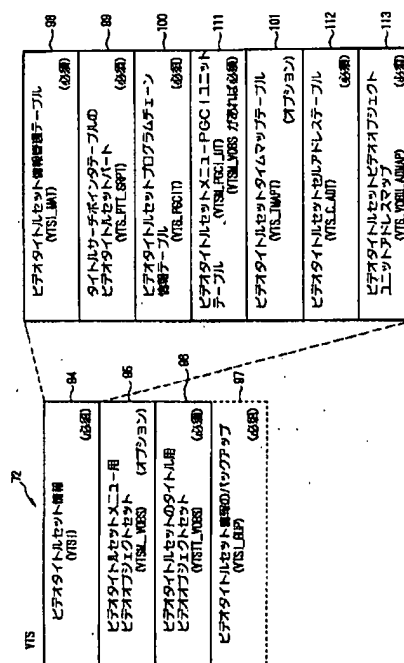 VTS
72
ビデオタイトルセット情報
(VTSI)
(必須)
94
ビデオタイトルセットメニュー用
ビデオオブジェクトセット
(VTSM_VOBS)
(オプション)
95
ビデオタイトルセットのタイトル用
ビデオオブジェクトセット
(VTSTT_VOBS)
(必須)
96
ビデオタイトルセット情報のバックアップ
(VTSI_BUP)
(必須)
97
ビデオタイトルセット情報管理テーブル
(VTSI_MAT)
(必須)
98
タイトルサーチポインタテーブルの
ビデオタイトルセットパート
(VTS_PTT_SRPT)
(必須)
99
ビデオタイトルセットプログラムチェーン
情報テーブル
(VTS_PGCIT)
(必須)
100
ビデオタイトルセットメニューPGCIユニット
テーブル
(VTSM_PGCI_UT)
(VTSM_VOBS があれば必須)
111
ビデオタイトルセットタイムマップテーブル
(VTS_TMAPT)
(オプション)
101
ビデオタイトルセットセルアドレステーブル
(VTS_C_ADT)
(必須)
112
ビデオタイトルセットビデオオブジェクト
ユニットアドレスマップ
(VTS_VOBU_ADMAP)
(必須)
113